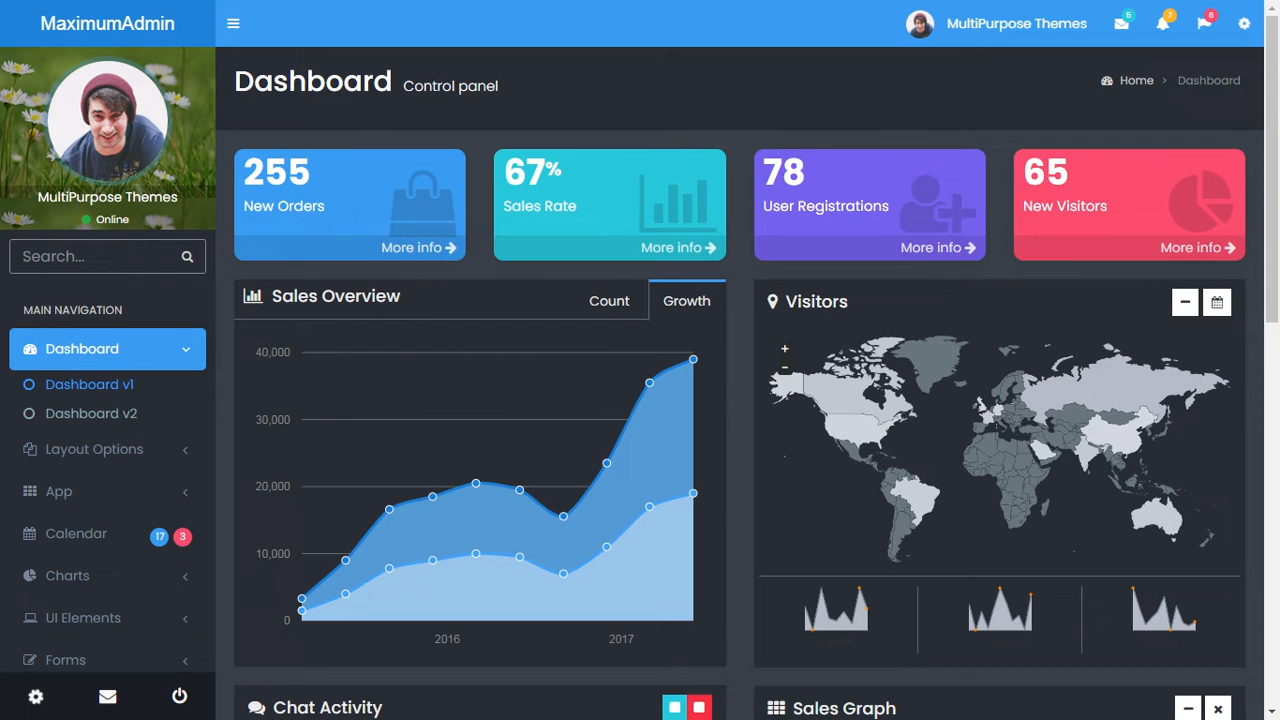 MaximumAdmin
MultiPurpose Themes
5
7
8
Dashboard Control panel
Home > Dashboard
MultiPurpose Themes
Online
Search...
MAIN NAVIGATION
Dashboard
Dashboard v1
Dashboard v2
Layout Options
App
Calendar 17 3
Charts
UI Elements
Forms
255
New Orders
More info
67%
Sales Rate
More info
78
User Registrations
More info
65
New Visitors
More info
Sales Overview
Count
Growth
40,000
30,000
20,000
10,000
0
2016
2017
Visitors
+
−
Chat Activity
Sales Graph